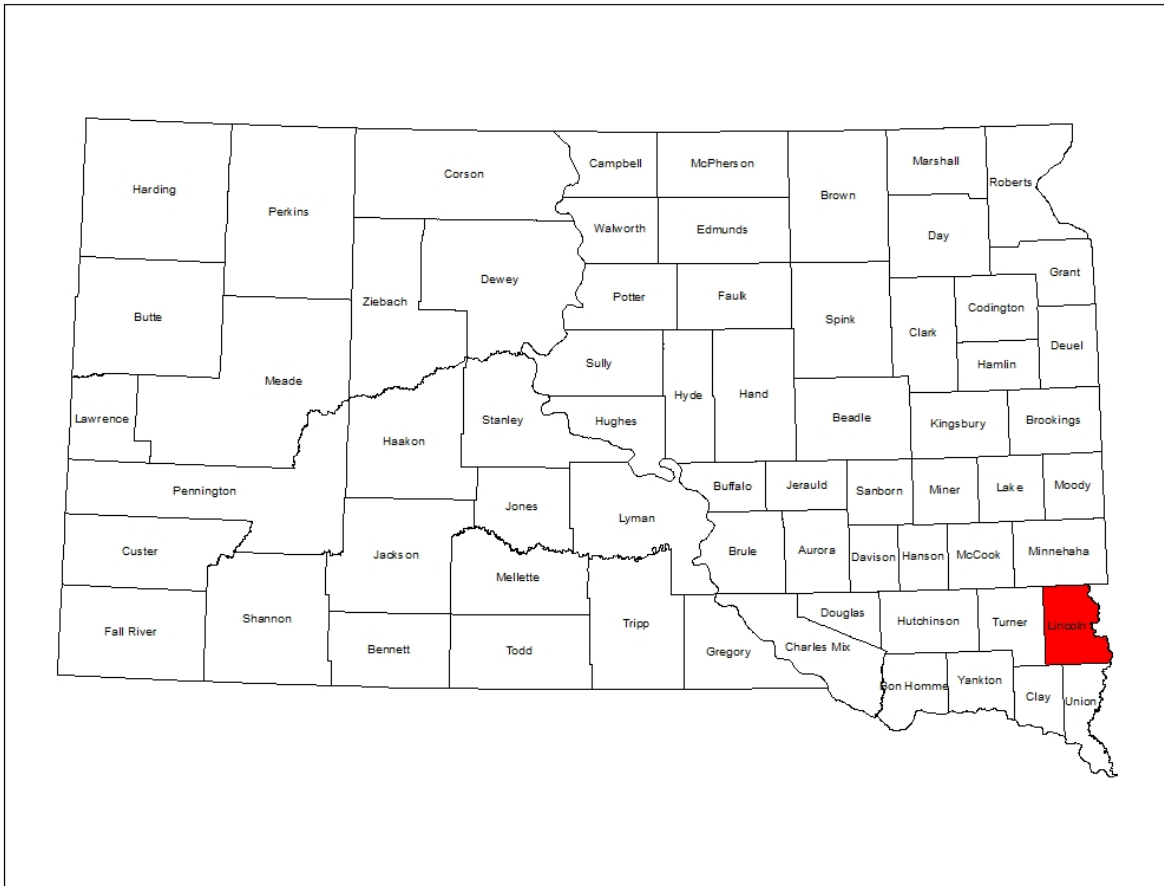 Harding
Perkins
Corson
Campbell
McPherson
Brown
Marshall
Roberts
Walworth
Edmunds
Day
Grant
Butte
Ziebach
Dewey
Potter
Faulk
Spink
Clark
Codington
Deuel
Hamlin
Meade
Sully
Hyde
Hand
Lawrence
Haakon
Stanley
Hughes
Beadle
Kingsbury
Brookings
Pennington
Jones
Lyman
Buffalo
Jerauld
Sanborn
Miner
Lake
Moody
Custer
Jackson
Mellette
Brule
Aurora
Davison
Hanson
McCook
Minnehaha
Fall River
Shannon
Bennett
Todd
Tripp
Gregory
Charles Mix
Douglas
Hutchinson
Turner
Lincoln
Bon Homme
Yankton
Clay
Union